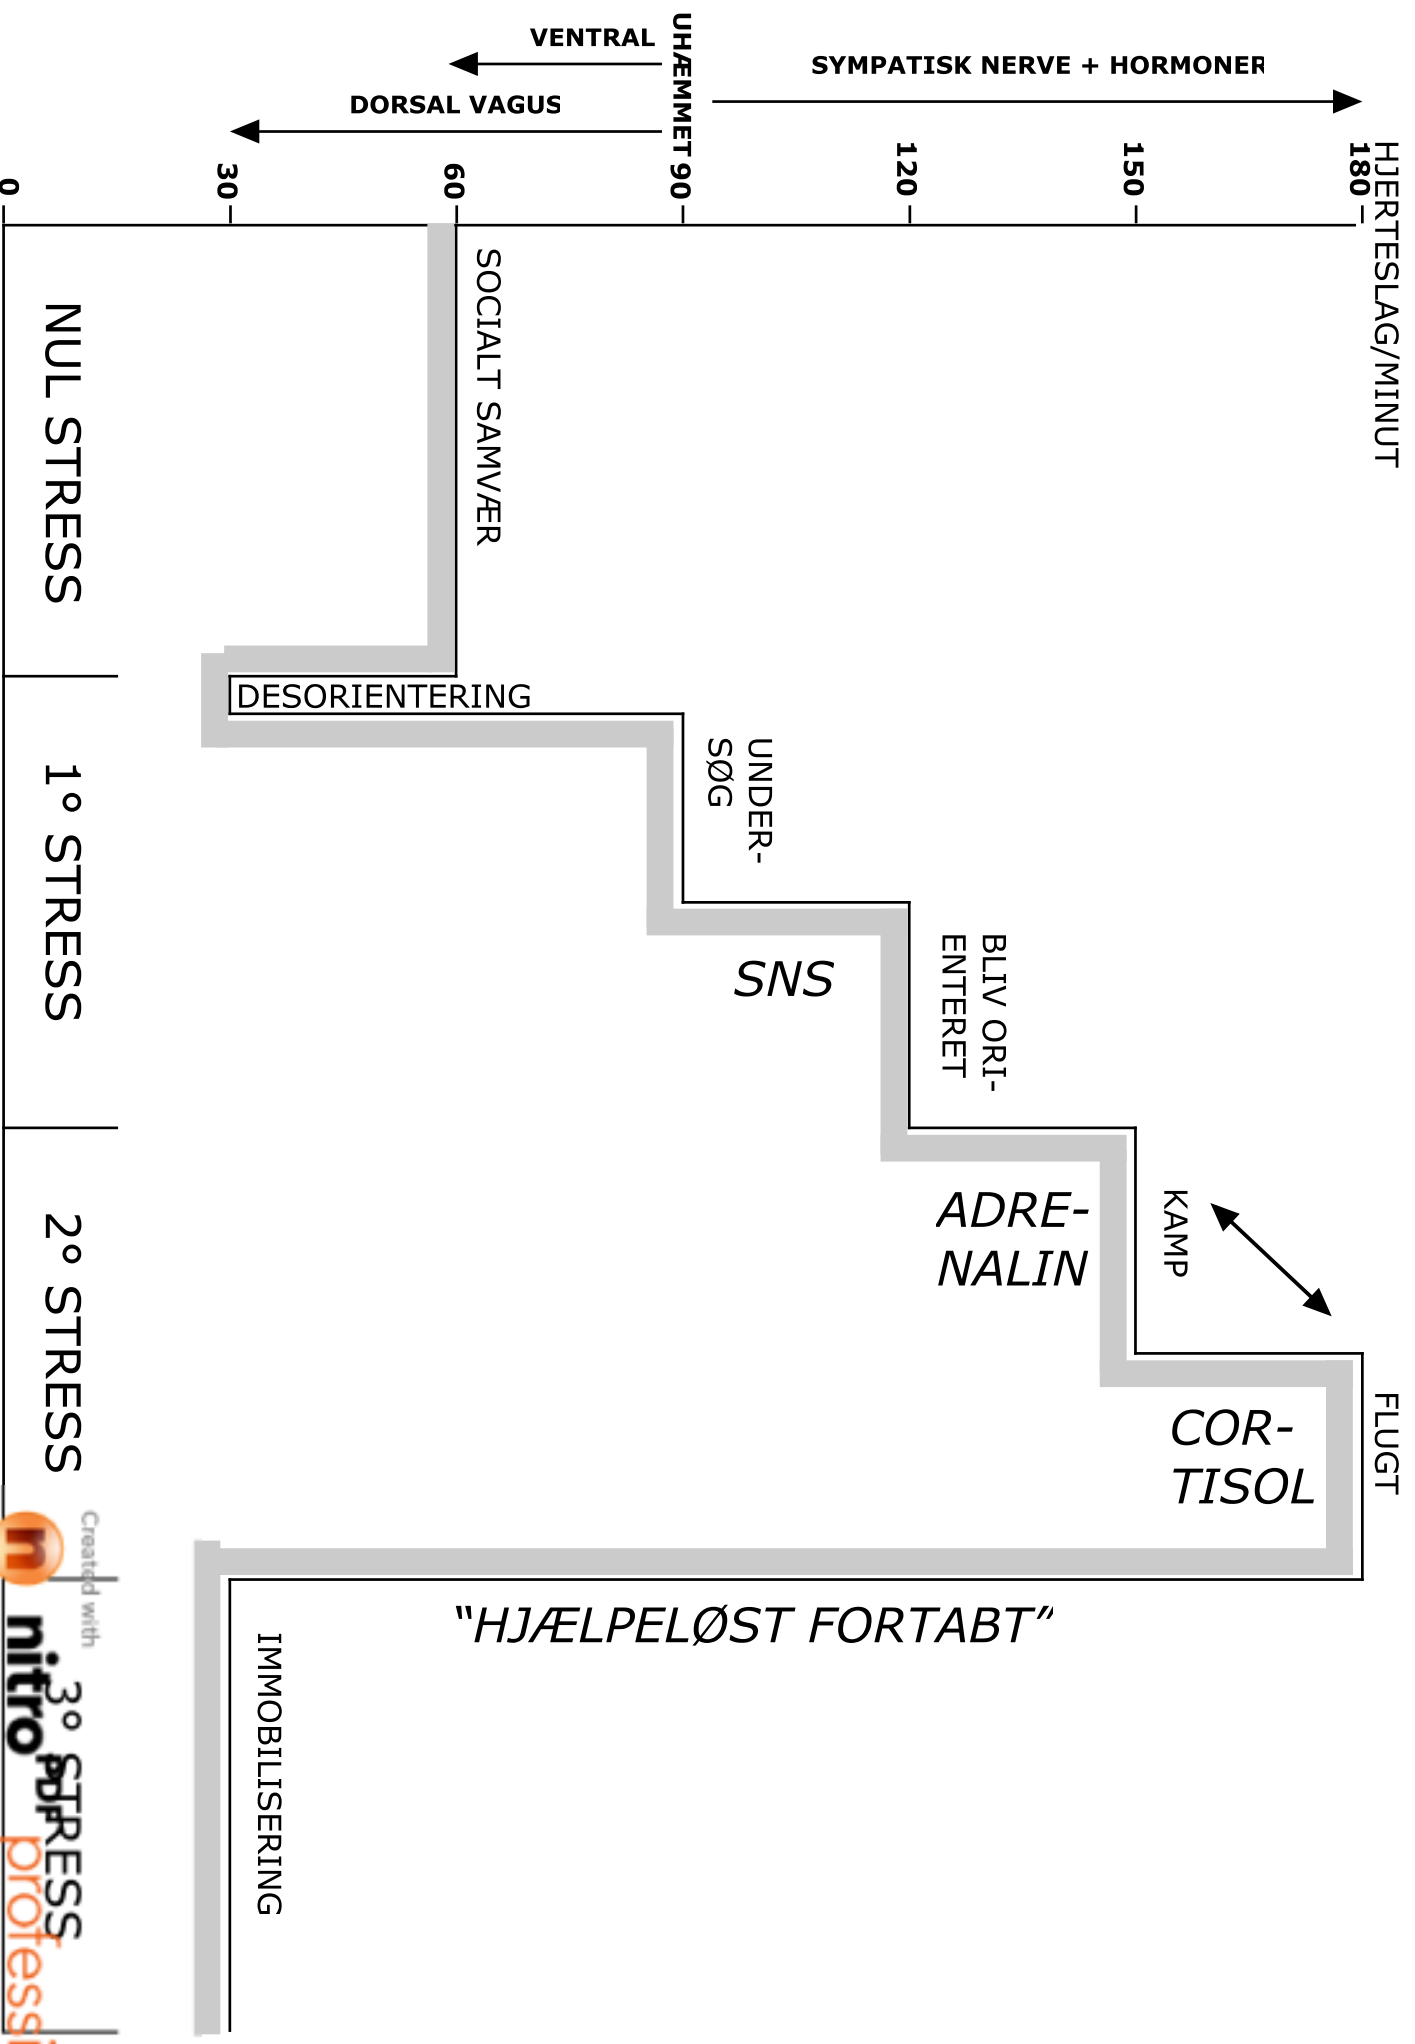 VENTRAL
DORSAL VAGUS
UHÆMMET
SYMPATISK NERVE + HORMONER
HJERTESLAG/MINUT
180
150
120
90
60
30
0
SOCIALT SAMVÆR
DESORIENTERING
UNDER-
SØG
SNS
BLIV ORI-
ENTERET
ADRE-
NALIN
KAMP
COR-
TISOL
FLUGT
“HJÆLPELØST FORTABT”
IMMOBILISERING
NUL STRESS
1° STRESS
2° STRESS
3° STRESS
Created with
nitro PDF professi